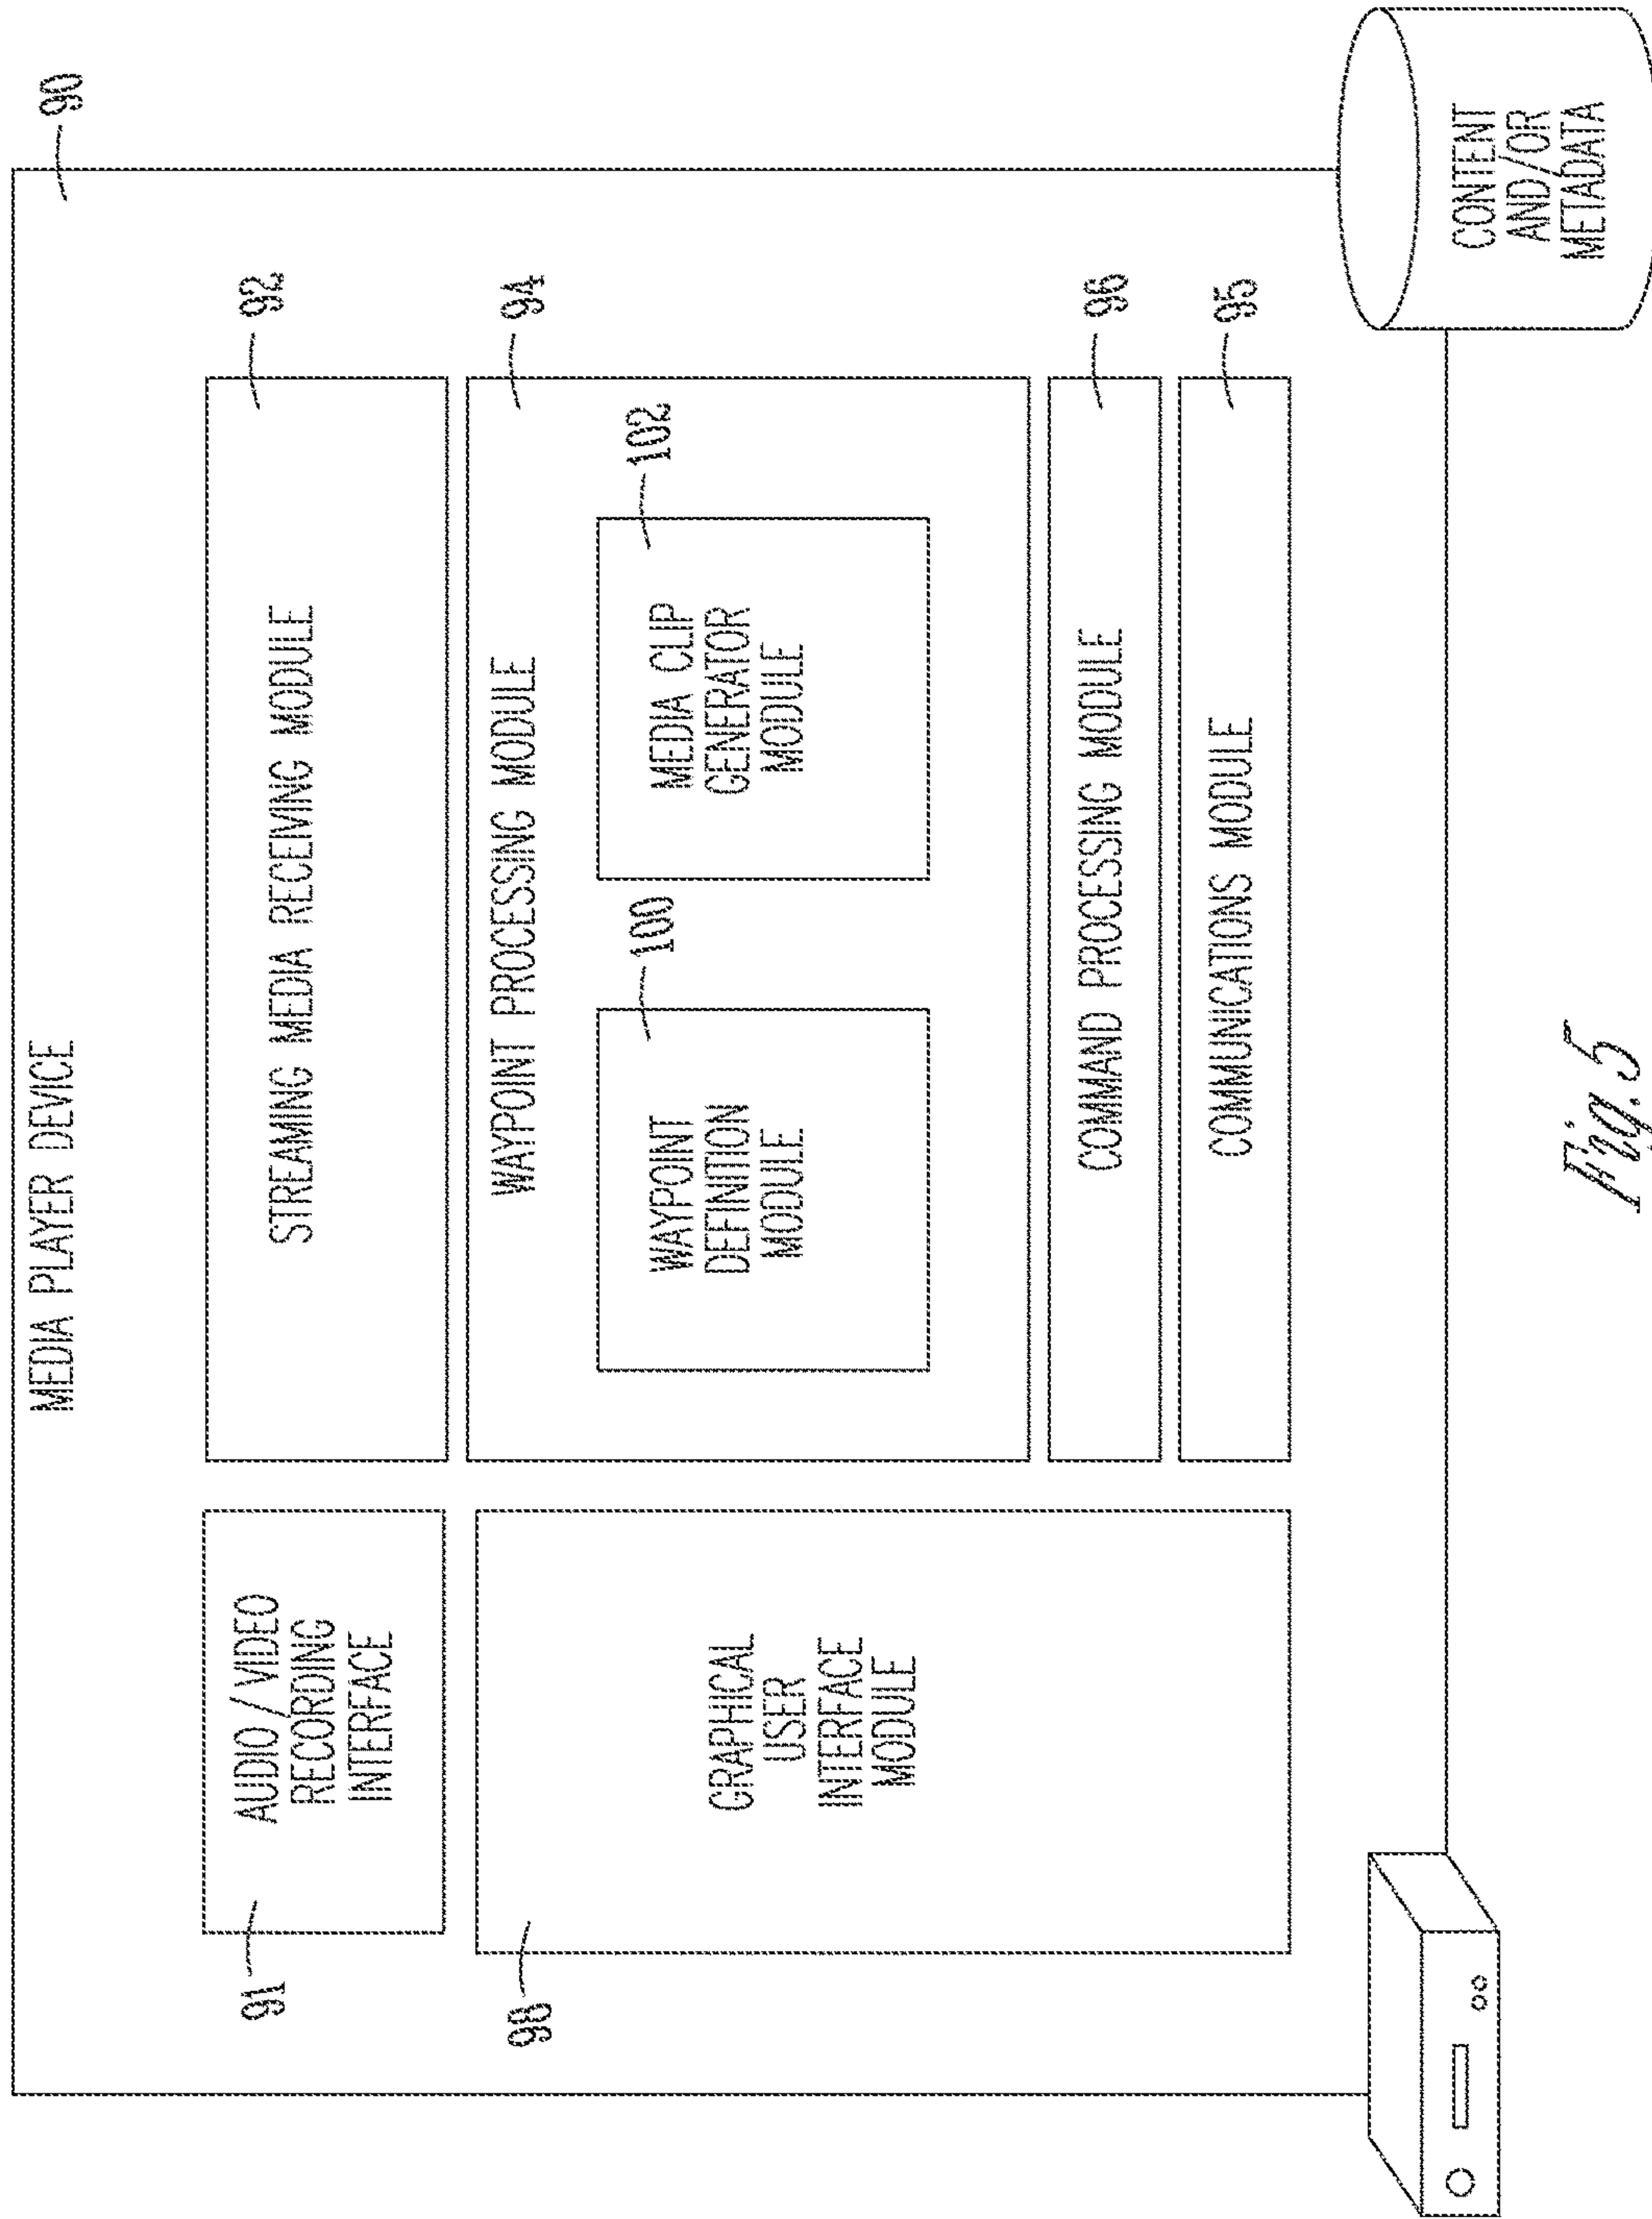 MEDIA PLAYER DEVICE
90
91
AUDIO/VIDEO
RECORDING
INTERFACE
STREAMING MEDIA RECEIVING MODULE
92
98
GRAPHICAL
USER
INTERFACE
MODULE
WAYPOINT PROCESSING MODULE
94
WAYPOINT
DEFINITION
MODULE
100
MEDIA CLIP
GENERATOR
MODULE
102
COMMAND PROCESSING MODULE
96
COMMUNICATIONS MODULE
95
CONTENT
AND/OR
METADATA
Fig. 5